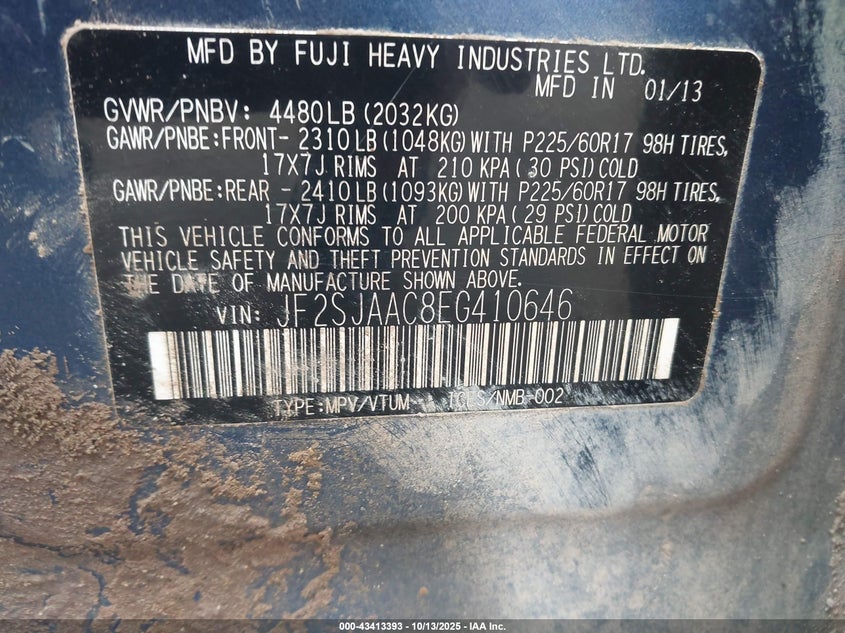 MFD BY FUJI HEAVY INDUSTRIES LTD.
MFD IN 01/13
GVWR/PNBV: 4480LB(2032KG)
GAWR/PNBE:FRONT- 2310LB(1048KG)WITH P225/60R17 98H TIRES,
17X7J RIMS AT 210 KPA( 30 PSI)COLD
GAWR/PNBE:REAR - 2410LB(1093KG)WITH P225/60R17 98H TIRES,
17X7J RIMS AT 200 KPA( 29 PSI)COLD
THIS VEHICLE CONFORMS TO ALL APPLICABLE FEDERAL MOTOR
VEHICLE SAFETY AND THEFT PREVENTION STANDARDS IN EFFECT ON
THE DATE OF MANUFACTURE SHOWN ABOVE.
VIN: JF2SJAAC8EG410646
TYPE:MPV/VTUM ICES/NMB-002
000-43413393 - 10/13/2025 - IAA Inc.